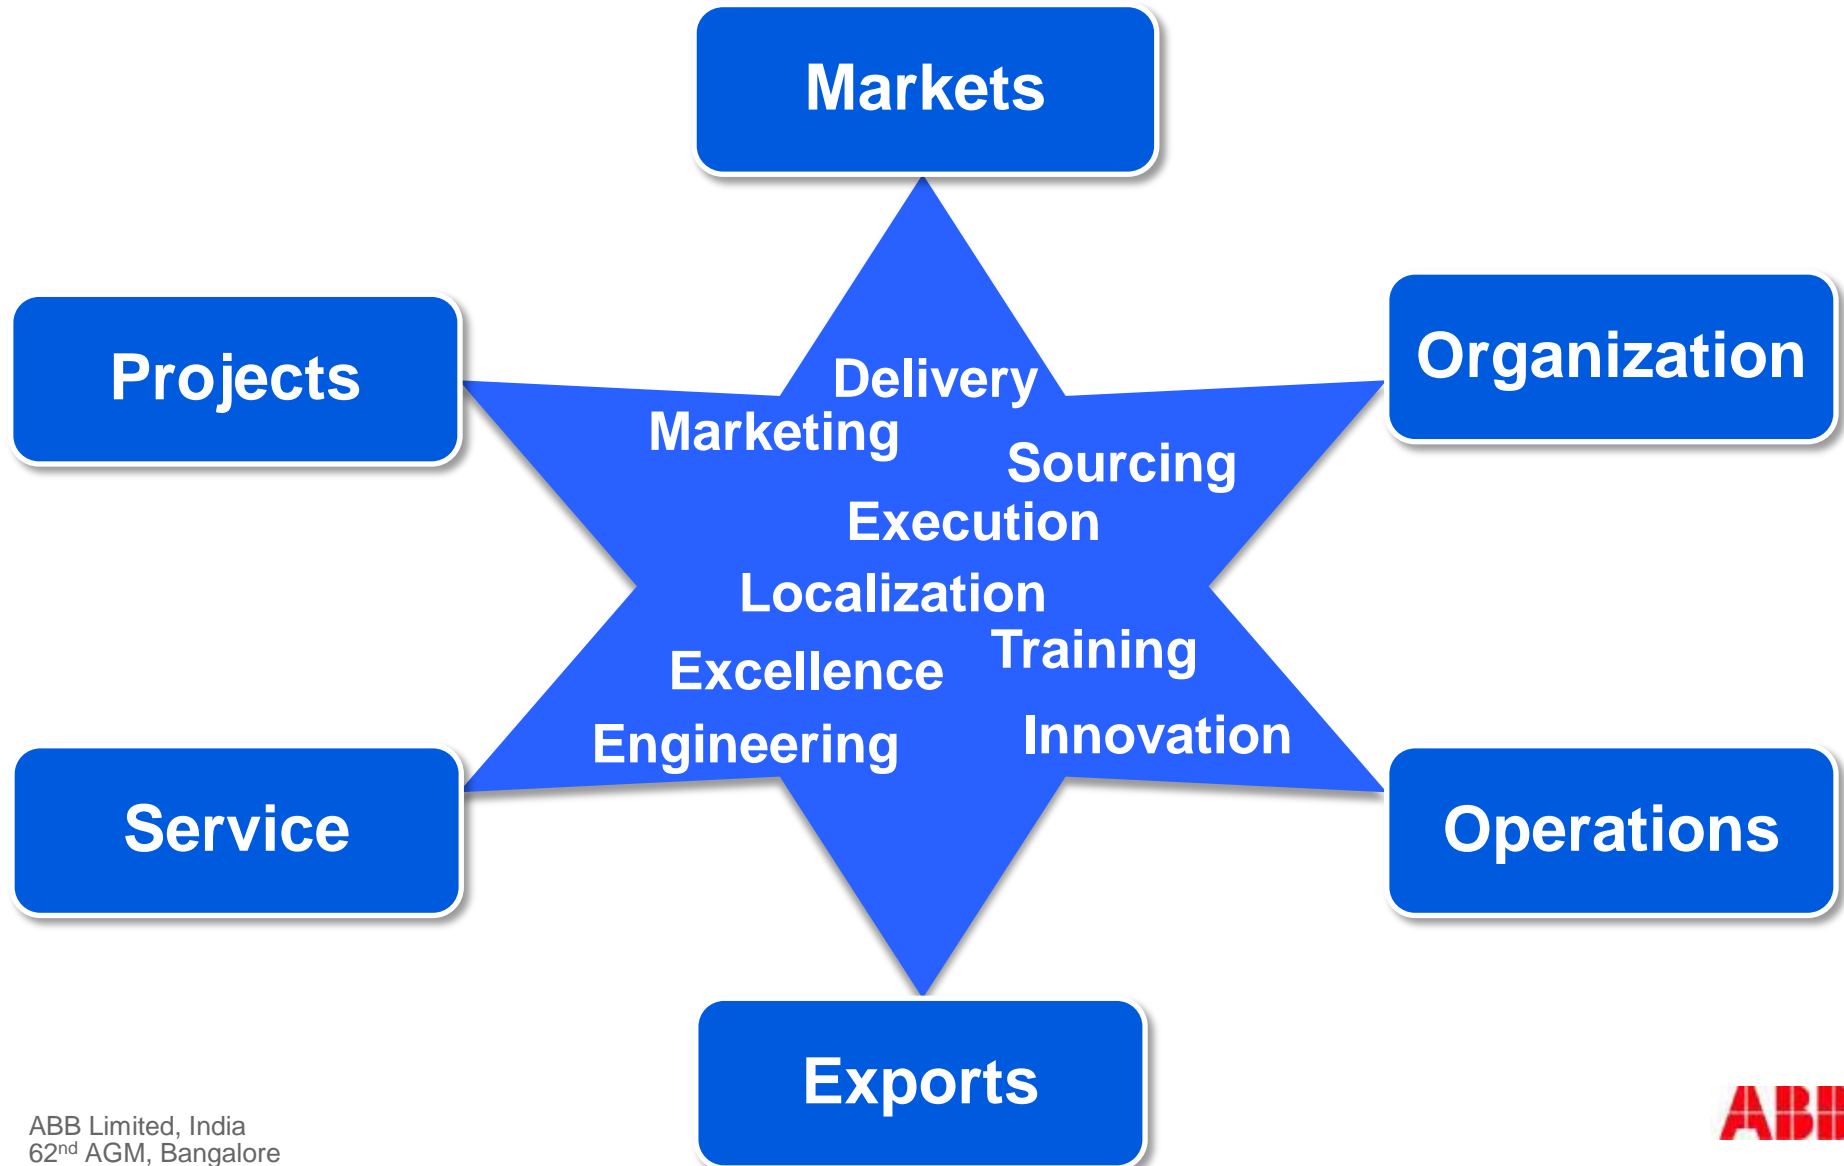 Markets
Projects
Organization
Delivery
Marketing
Sourcing
Execution
Localization
Training
Excellence
Innovation
Engineering
Service
Operations
Exports
ABB Limited, India
62nd AGM, Bangalore
ABB